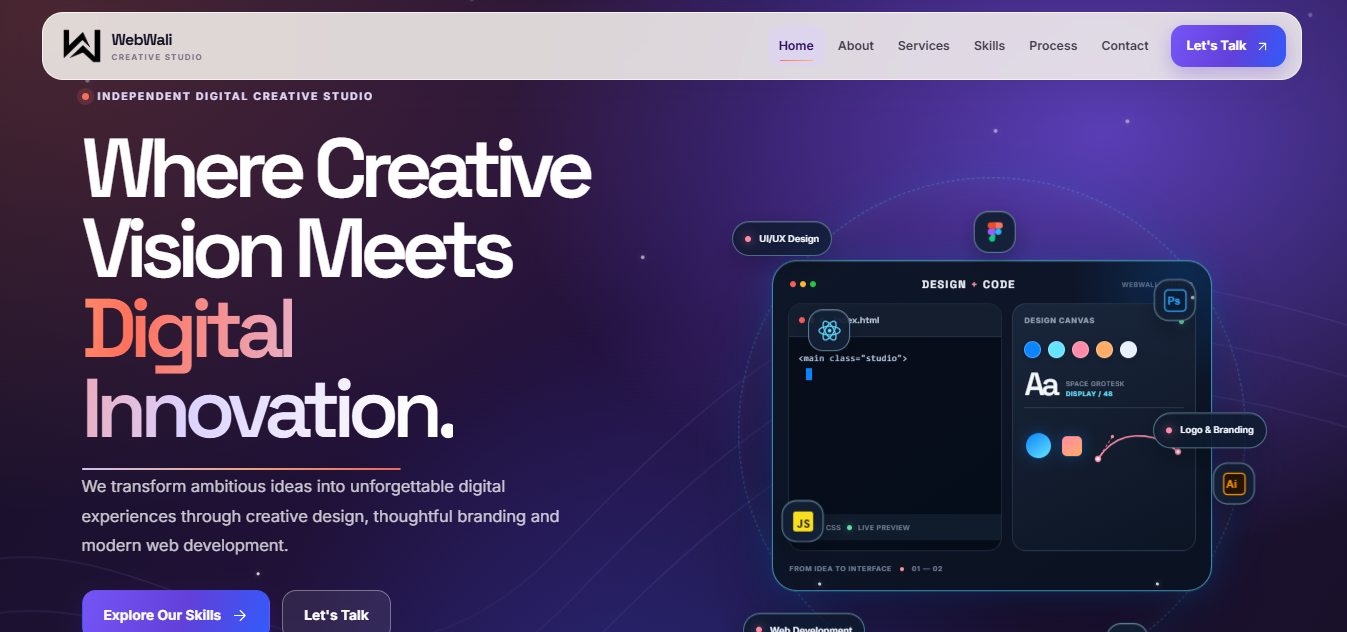 WebWali
CREATIVE STUDIO
Home About Services Skills Process Contact Let's Talk
INDEPENDENT DIGITAL CREATIVE STUDIO
Where Creative
Vision Meets
Digital
Innovation.
We transform ambitious ideas into unforgettable digital
experiences through creative design, thoughtful branding and
modern web development.
Explore Our Skills
Let's Talk
UI/UX Design
DESIGN + CODE
WEBWALI
Ps
ex.html
<main class="studio">
DESIGN CANVAS
Aa
SPACE GROTESK
DISPLAY / 48
Logo & Branding
Ai
JS
CSS
LIVE PREVIEW
FROM IDEA TO INTERFACE
01 — 02
Web Development